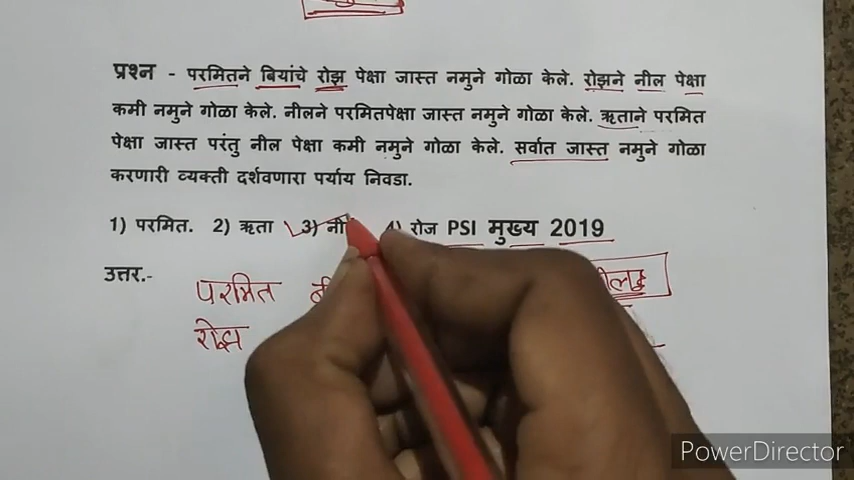 प्रश्न - परमितने बियांचे रोझ पेक्षा जास्त नमुने गोळा केले. रोझने नील पेक्षा
कमी नमुने गोळा केले. नीलने परमितपेक्षा जास्त नमुने गोळा केले. ऋताने परमित
पेक्षा जास्त परंतु नील पेक्षा कमी नमुने गोळा केले. सर्वात जास्त नमुने गोळा
करणारी व्यक्ती दर्शवणारा पर्याय निवडा.
1) परमित. 2) ऋता 3) 4) रोज PSI मुख्य 2019
उत्तर.- परमित
रोझ
PowerDirector